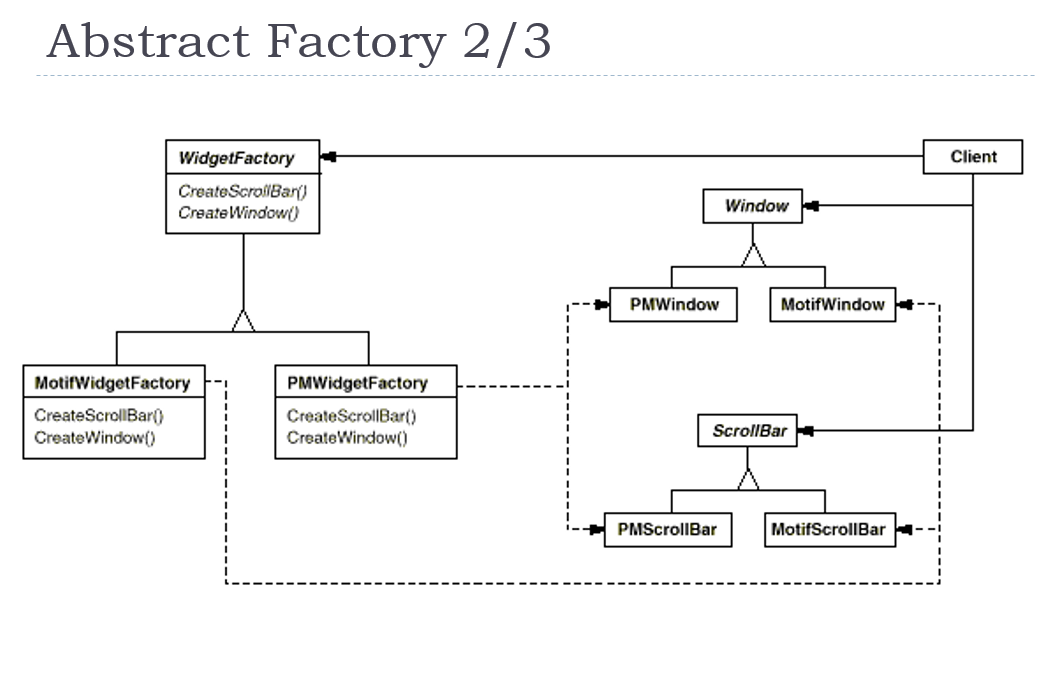 Abstract Factory 2/3
WidgetFactory
CreateScrollBar()
CreateWindow()
Client
Window
PMWindow
MotifWindow
MotifWidgetFactory
CreateScrollBar()
CreateWindow()
PMWidgetFactory
CreateScrollBar()
CreateWindow()
ScrollBar
PMScrollBar
MotifScrollBar